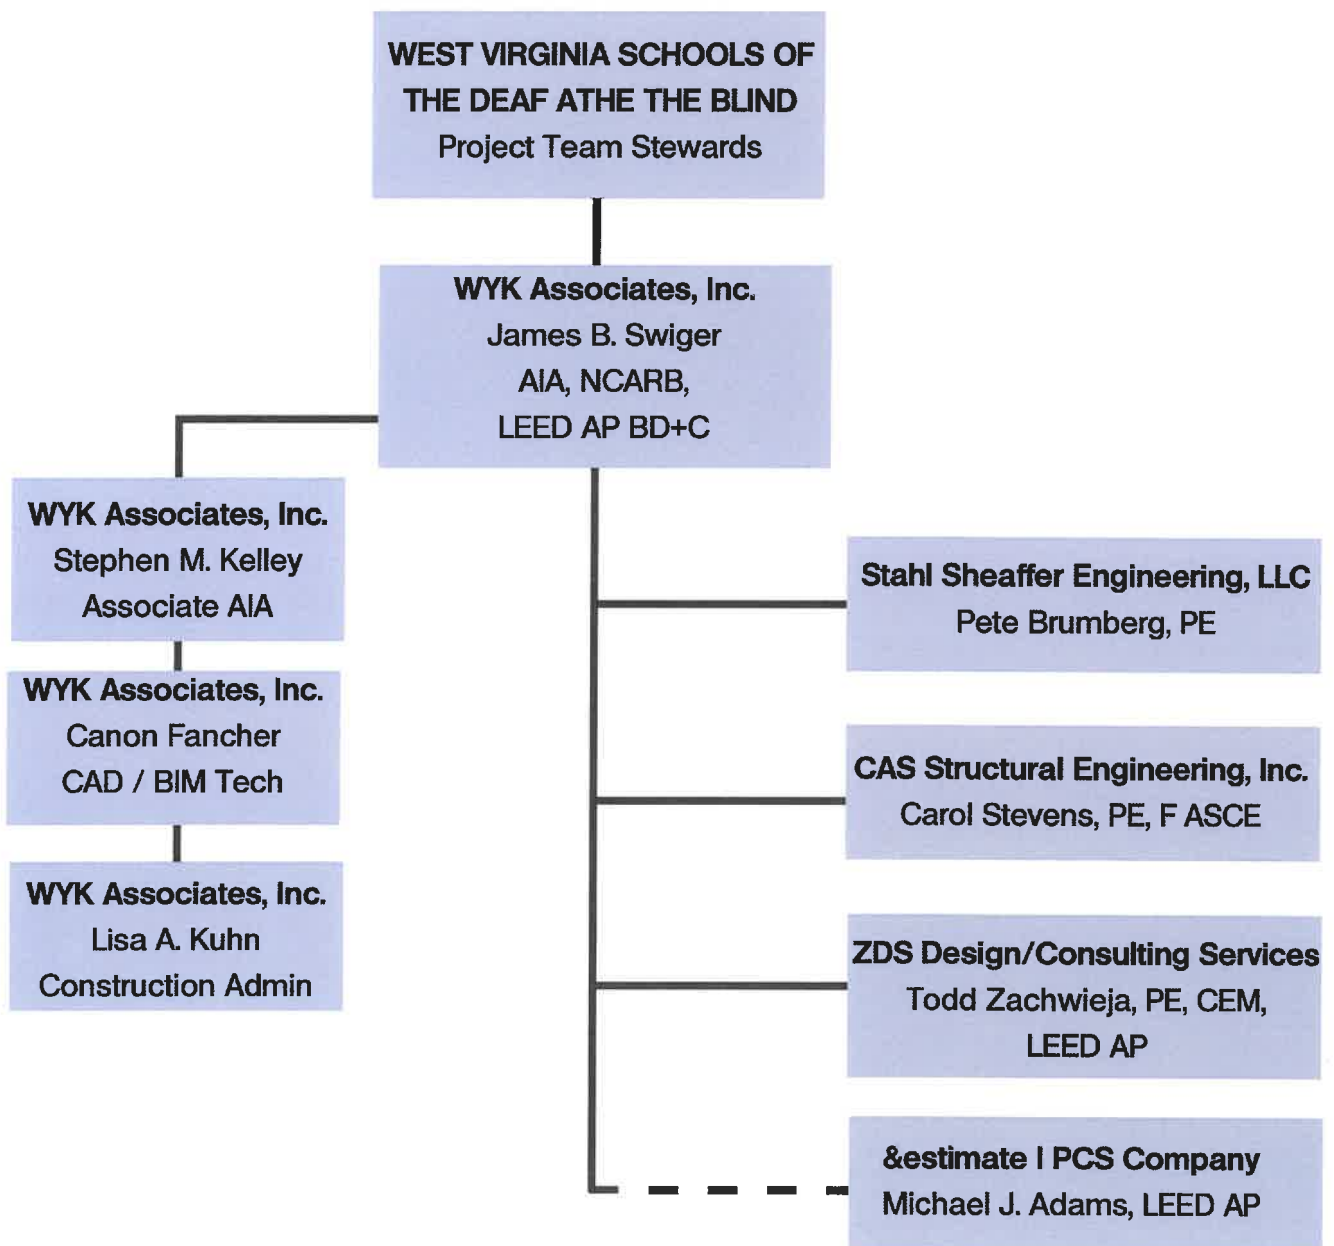 WEST VIRGINIA SCHOOLS OF
THE DEAF ATHE THE BLIND
Project Team Stewards
WYK Associates, Inc.
James B. Swiger
AIA, NCARB,
LEED AP BD+C
WYK Associates, Inc.
Stephen M. Kelley
Associate AIA
WYK Associates, Inc.
Canon Fancher
CAD / BIM Tech
WYK Associates, Inc.
Lisa A. Kuhn
Construction Admin
Stahl Sheaffer Engineering, LLC
Pete Brumberg, PE
CAS Structural Engineering, Inc.
Carol Stevens, PE, F ASCE
ZDS Design/Consulting Services
Todd Zachwieja, PE, CEM,
LEED AP
&estimate I PCS Company
Michael J. Adams, LEED AP